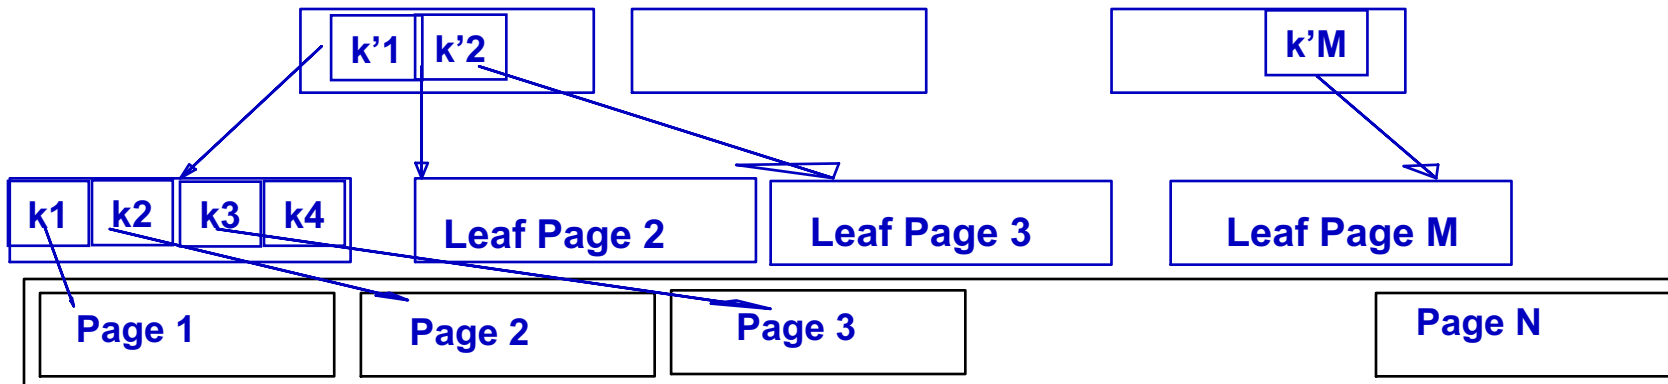 k’1 k’2 k’M
k1 k2 k3 k4 Leaf Page 2 Leaf Page 3 Leaf Page M
Page 1 Page 2 Page 3 Page N